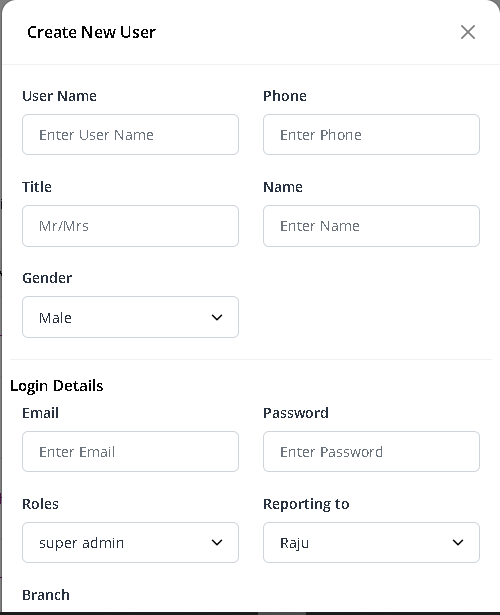 Create New User
User Name Phone
Enter User Name Enter Phone
Title Name
Mr/Mrs Enter Name
Gender
Male
Login Details
Email Password
Enter Email Enter Password
Roles Reporting to
super admin Raju
Branch